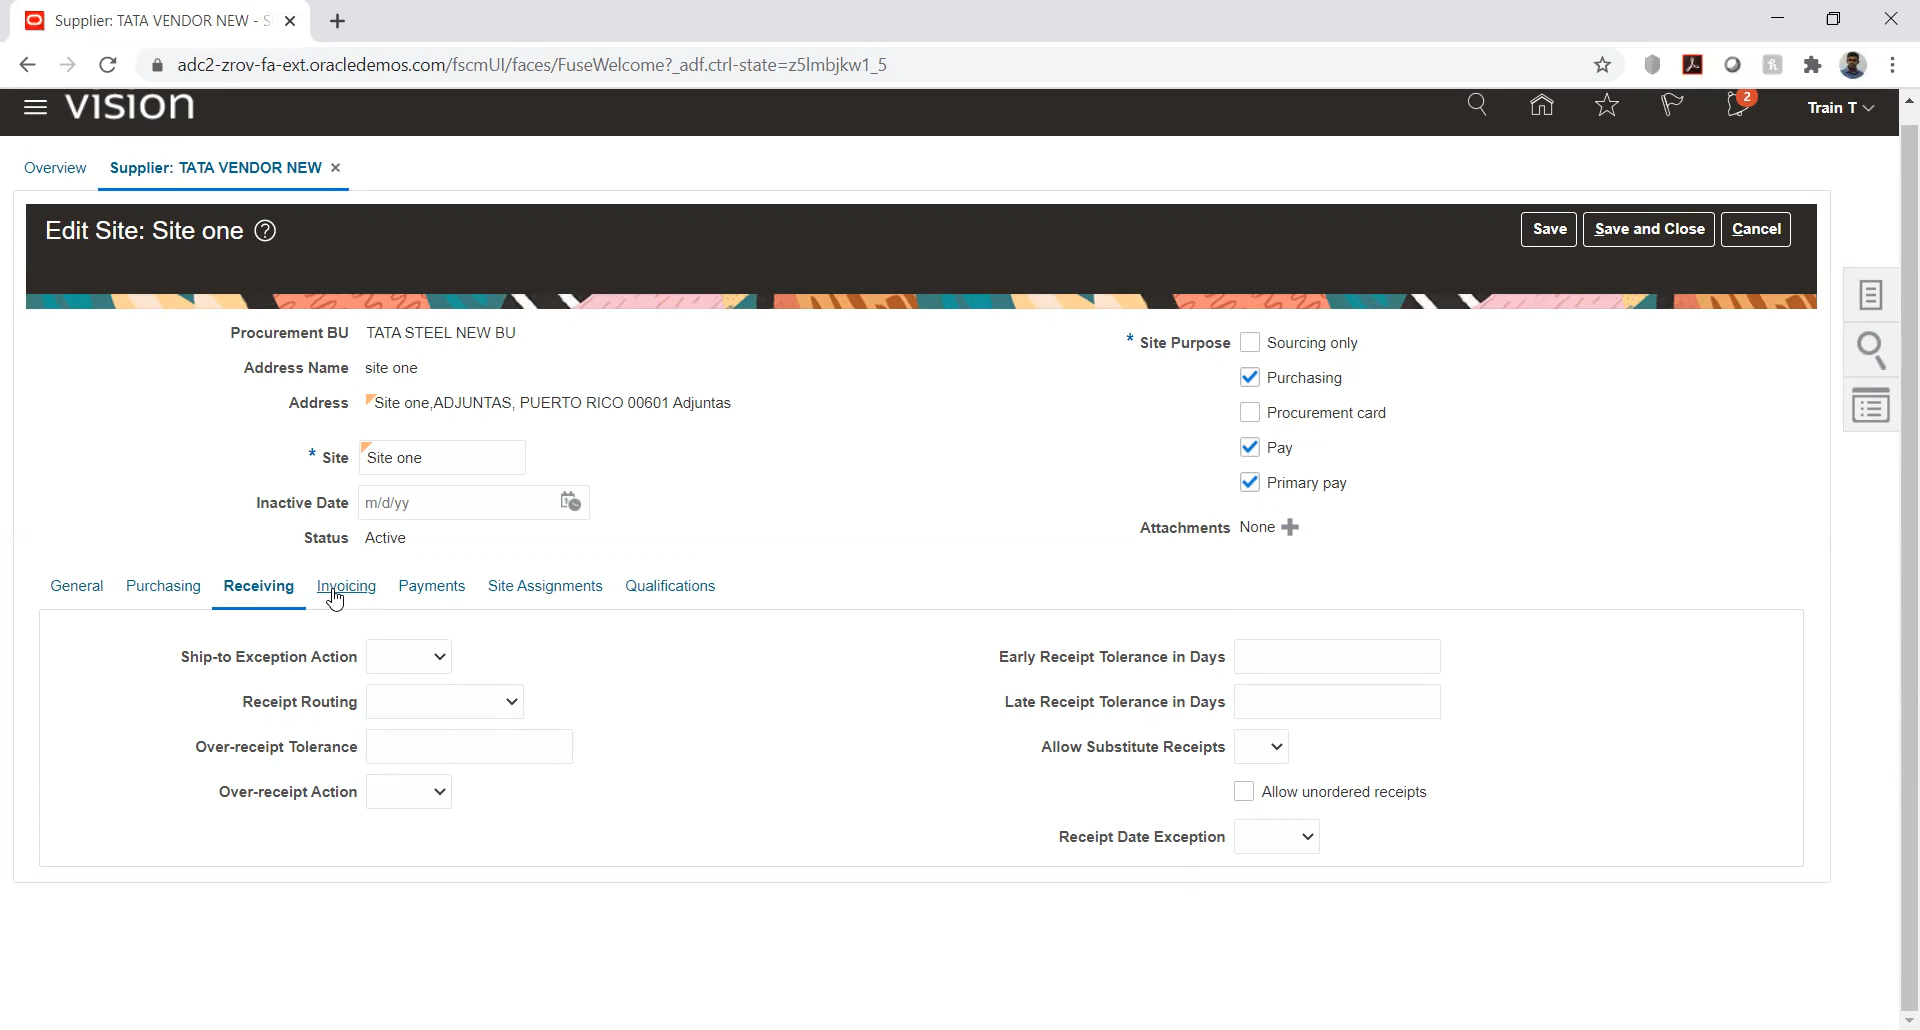 Supplier: TATA VENDOR NEW - S
adc2-zrov-fa-ext.oracledemos.com/fscmUI/faces/FuseWelcome?_adf.ctrl-state=z5lmbjkw1_5
vision
2
Train T
Overview
Supplier: TATA VENDOR NEW
Edit Site: Site one
Save
Save and Close
Cancel
Procurement BU TATA STEEL NEW BU
Address Name site one
Address Site one,ADJUNTAS, PUERTO RICO 00601 Adjuntas
* Site Site one
Inactive Date m/d/yy
Status Active
* Site Purpose Sourcing only
Purchasing
Procurement card
Pay
Primary pay
Attachments None
General Purchasing Receiving Invoicing Payments Site Assignments Qualifications
Ship-to Exception Action
Receipt Routing
Over-receipt Tolerance
Over-receipt Action
Early Receipt Tolerance in Days
Late Receipt Tolerance in Days
Allow Substitute Receipts
Allow unordered receipts
Receipt Date Exception